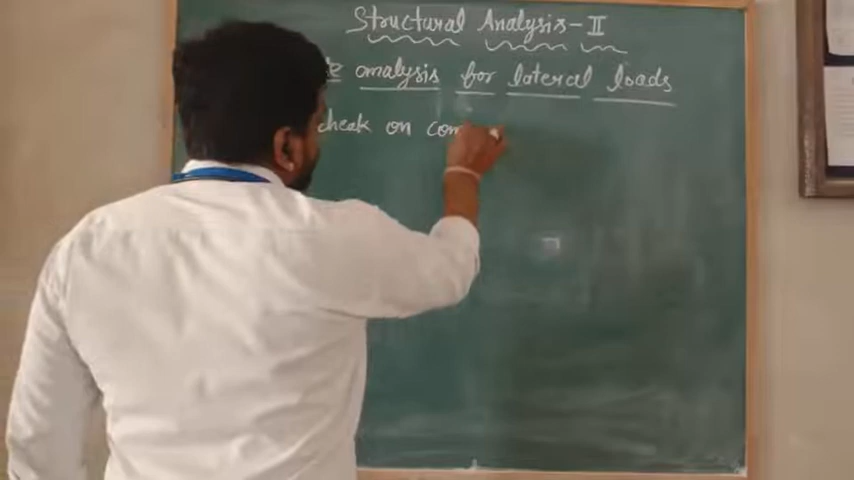 Structural Analysis - II
analysis for lateral loads
check on com